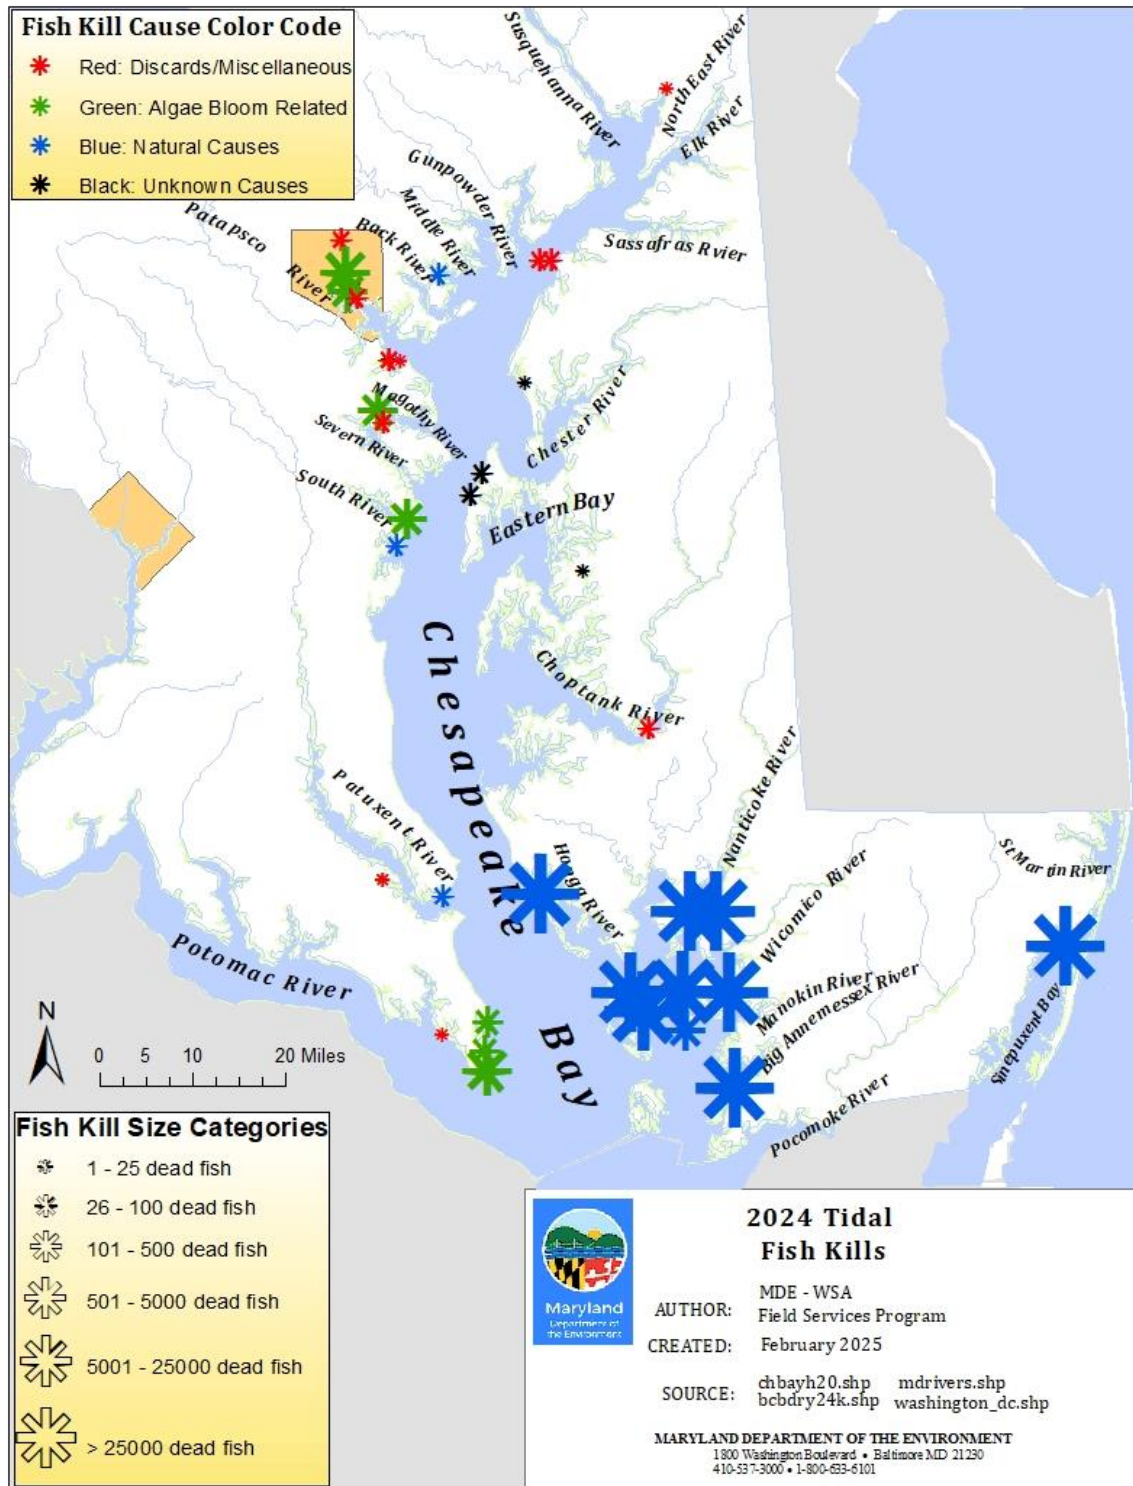 Fish Kill Cause Color Code
Red: Discards/Miscellaneous
Green: Algae Bloom Related
Blue: Natural Causes
Black: Unknown Causes
Susquehanna River
North East River
Elk River
Gunpowder River
Middle River
Back River
Patapsco
River
Sassafras Rvier
Magothy River
Severn River
Chester River
South River
Eastern Bay
Chesapeake
Bay
Choptank River
Patuxent River
Nanticoke River
Honga River
St Martin River
Wicomico River
Potomac River
Manokin River
Big Annemessex River
Sinepuxent Bay
Pocomoke River
N
0 5 10 20 Miles
Fish Kill Size Categories
1 - 25 dead fish
26 - 100 dead fish
101 - 500 dead fish
501 - 5000 dead fish
5001 - 25000 dead fish
> 25000 dead fish
Maryland
Department of
the Environment
2024 Tidal
Fish Kills
AUTHOR: MDE - WSA
Field Services Program
CREATED: February 2025
SOURCE: chbayh20.shp mdrivers.shp
bcbdry24k.shp washington_dc.shp
MARYLAND DEPARTMENT OF THE ENVIRONMENT
1800 Washington Boulevard • Baltimore MD 21230
410-537-3000 • 1-800-633-6101